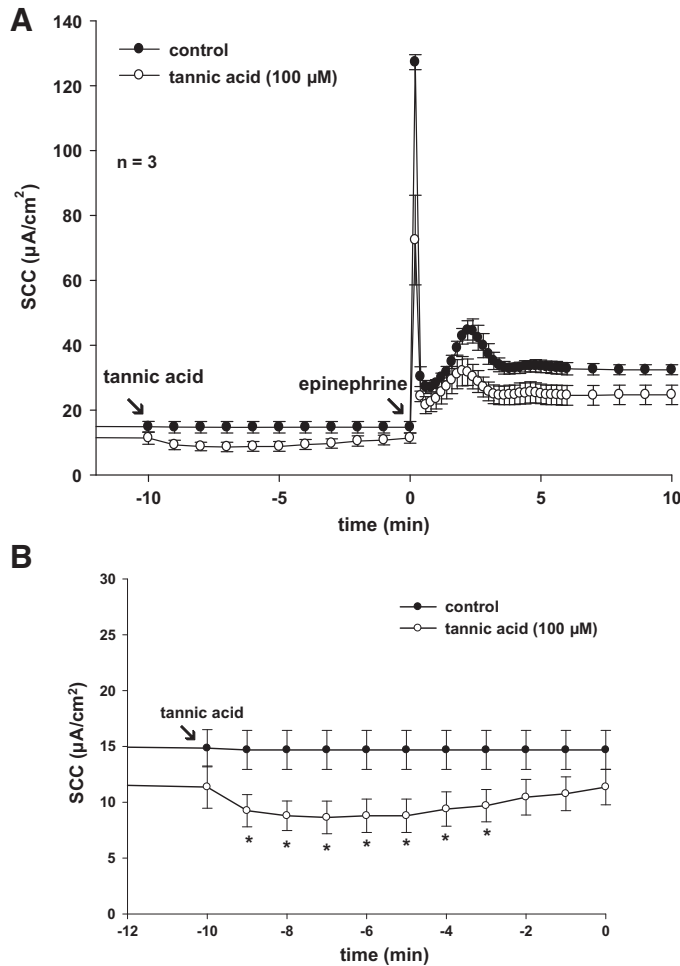 A
140
control
tannic acid (100 µM)
120
100
n = 3
80
SCC (µA/cm²)
60
40
tannic acid
epinephrine
20
0
-10
-5
0
5
10
time (min)
B
30
control
tannic acid (100 µM)
25
20
SCC (µA/cm²)
tannic acid
15
10
* * * * * * *
5
0
-12
-10
-8
-6
-4
-2
0
time (min)